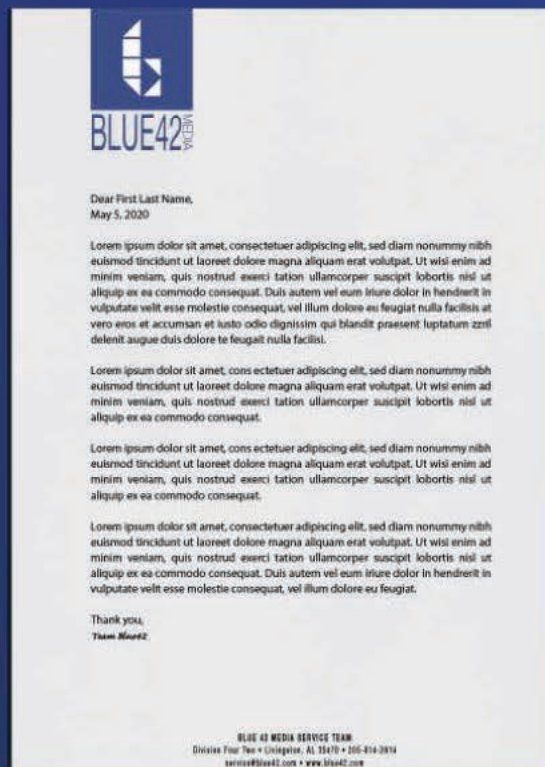 BLUE42
MEDIA
Dear First Last Name,
May 5, 2020
Lorem ipsum dolor sit amet, consectetuer adipiscing elit, sed diam nonummy nibh
euismod tincidunt ut laoreet dolore magna aliquam erat volutpat. Ut wisi enim ad
minim veniam, quis nostrud exerci tation ullamcorper suscipit lobortis nisl ut
aliquip ex ea commodo consequat. Duis autem vel eum iriure dolor in hendrerit in
vulputate velit esse molestie consequat, vel illum dolore eu feugiat nulla facilisis at
vero eros et accumsan et iusto odio dignissim qui blandit praesent luptatum zzril
delenit augue duis dolore te feugait nulla facilisi.
Lorem ipsum dolor sit amet, cons ectetuer adipiscing elit, sed diam nonummy nibh
euismod tincidunt ut laoreet dolore magna aliquam erat volutpat. Ut wisi enim ad
minim veniam, quis nostrud exerci tation ullamcorper suscipit lobortis nisl ut
aliquip ex ea commodo consequat.
Lorem ipsum dolor sit amet, cons ectetuer adipiscing elit, sed diam nonummy nibh
euismod tincidunt ut laoreet dolore magna aliquam erat volutpat. Ut wisi enim ad
minim veniam, quis nostrud exerci tation ullamcorper suscipit lobortis nisl ut
aliquip ex ea commodo consequat.
Lorem ipsum dolor sit amet, consectetuer adipiscing elit, sed diam nonummy nibh
euismod tincidunt ut laoreet dolore magna aliquam erat volutpat. Ut wisi enim ad
minim veniam, quis nostrud exerci tation ullamcorper suscipit lobortis nisl ut
aliquip ex ea commodo consequat. Duis autem vel eum iriure dolor in hendrerit in
vulputate velit esse molestie consequat, vel illum dolore eu feugiat.
Thank you,
Team Blue42
BLUE 42 MEDIA SERVICE TEAM
Division Four Two • Livingston, AL 35470 •
service@blue42.com • www.blue42.com